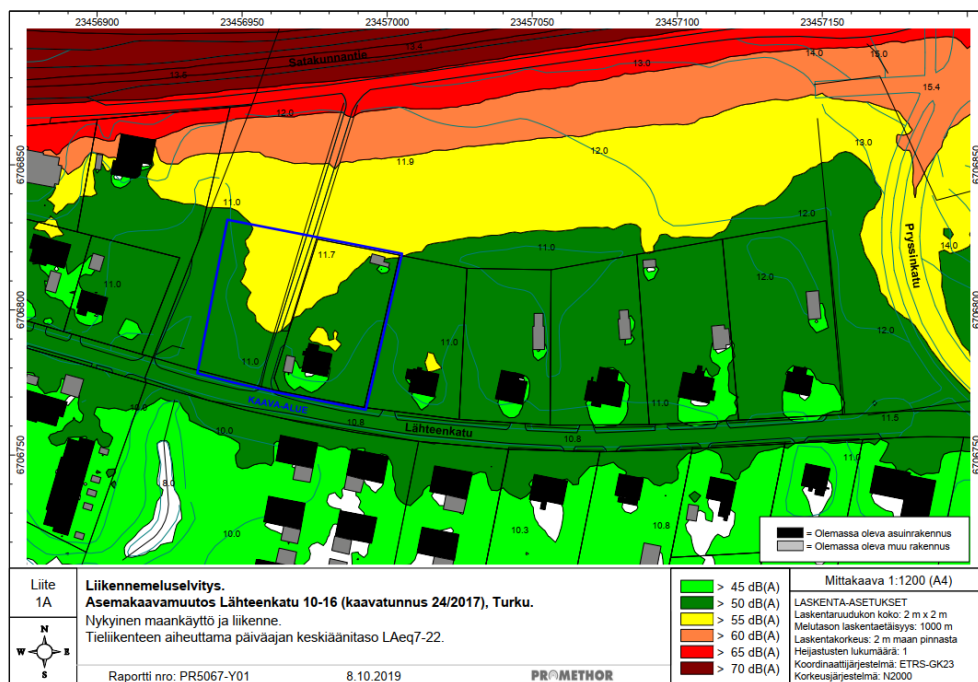 23456900 23456950 23457000 23457050 23457100 23457150
6706850
6706800
6706750
6706850
6706800
6706750
Satakunnantie
13.4
14.0
15.0
13.0
15.4
12.0
11.9
12.0
13.0
11.0
12.0
11.0
11.7
14.0
11.0
12.0
12.0
11.0
11.0
Pryssinkatu
KAAVA-ALUE
10.8
11.0
11.5
Lähteenkatu
10.0
10.8
11.0
8.0
10.0
10.3
10.8
= Olemassa oleva asuinrakennus
= Olemassa oleva muu rakennus
Liite
1A
N
W E
S
Liikennemeluselvitys.
Asemakaavamuutos Lähteenkatu 10-16 (kaavatunnus 24/2017), Turku.
Nykyinen maankäyttö ja liikenne.
Tieliikenteen aiheuttama päiväajan keskiäänitaso LAeq7-22.
Raportti nro: PR5067-Y01 8.10.2019 PROMETHOR
> 45 dB(A)
> 50 dB(A)
> 55 dB(A)
> 60 dB(A)
> 65 dB(A)
> 70 dB(A)
Mittakaava 1:1200 (A4)
LASKENTA-ASETUKSET
Laskentaruudukon koko: 2 m x 2 m
Melutason laskentaetäisyys: 1000 m
Laskentakorkeus: 2 m maan pinnasta
Heijastusten lukumäärä: 1
Koordinaattijärjestelmä: ETRS-GK23
Korkeusjärjestelmä: N2000